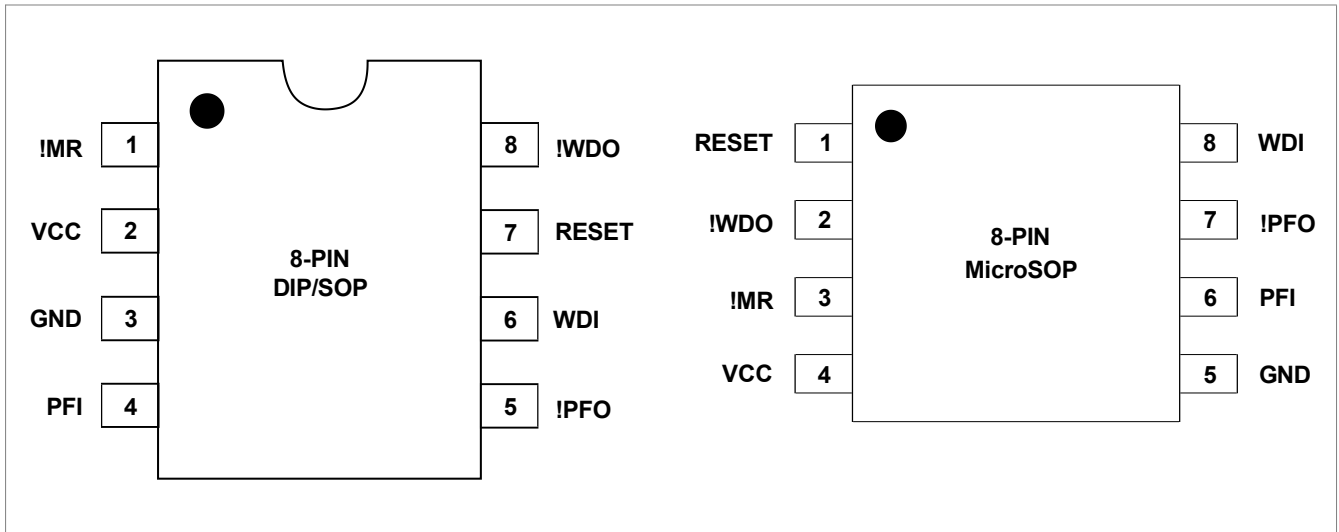 !MR 1
8 !WDO
VCC 2
7 RESET
8-PIN
DIP/SOP
GND 3
6 WDI
PFI 4
5 !PFO
RESET 1
8 WDI
!WDO 2
7 !PFO
8-PIN
MicroSOP
!MR 3
6 PFI
VCC 4
5 GND